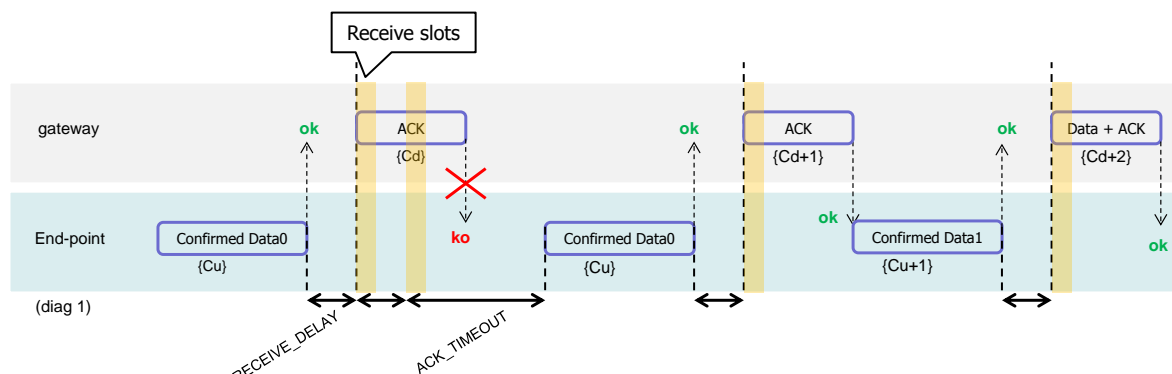 Receive slots
gateway
ok
ACK
{Cd}
ok
ACK
{Cd+1}
ok
Data + ACK
{Cd+2}
End-point
Confirmed Data0
{Cu}
ko
Confirmed Data0
{Cu}
ok
Confirmed Data1
{Cu+1}
ok
(diag 1)
RECEIVE_DELAY
ACK_TIMEOUT